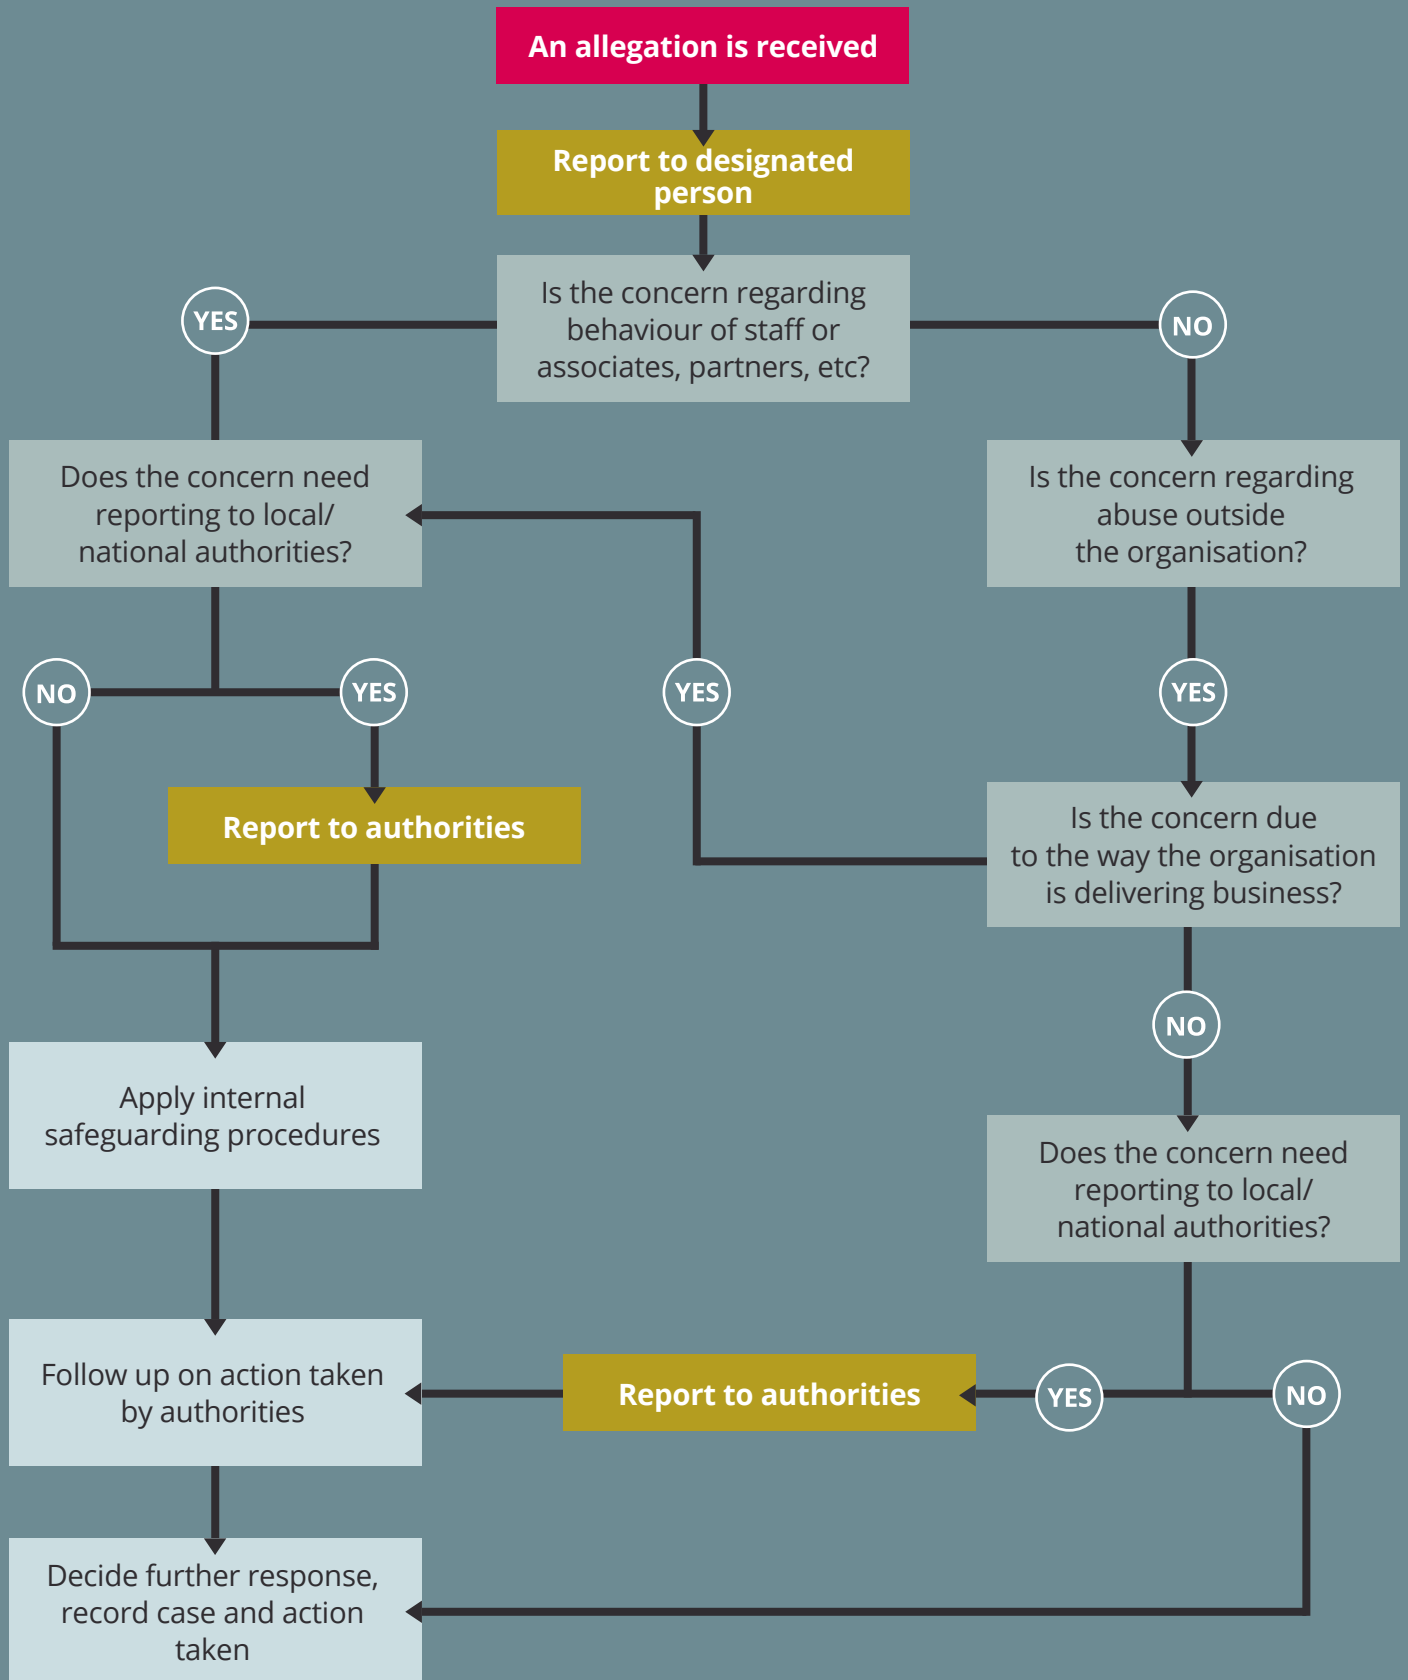 An allegation is received
Report to designated
person
Is the concern regarding
behaviour of staff or
associates, partners, etc?
YES
NO
Does the concern need
reporting to local/
national authorities?
Is the concern regarding
abuse outside
the organisation?
NO
YES
YES
YES
Report to authorities
Is the concern due
to the way the organisation
is delivering business?
NO
Apply internal
safeguarding procedures
Does the concern need
reporting to local/
national authorities?
Follow up on action taken
by authorities
Report to authorities
YES
NO
Decide further response,
record case and action
taken